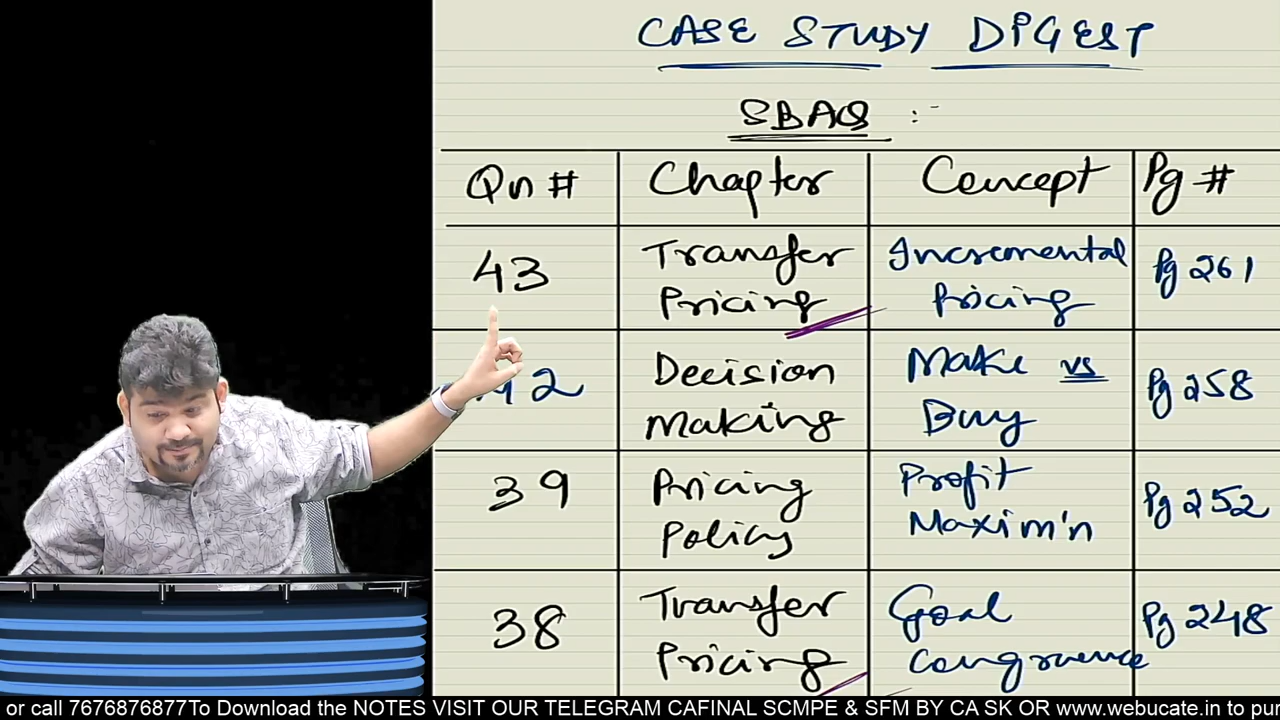 CASE STUDY DIGEST
SBAQS :-
Qn # Chapter Concept Pg #
43 Transfer Pricing Incremental Pricing Pg 261
42 Decision Making Make vs Buy Pg 258
39 Pricing Policy Profit Maxim'n Pg 252
38 Transfer Pricing Goal Congruence Pg 248
or call 7676876877To Download the NOTES VISIT OUR TELEGRAM CAFINAL SCMPE & SFM BY CA SK OR www.webucate.in to pur